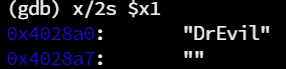 (gdb) x/2s $x1
0x4028a0: "DrEvil"
0x4028a7: ""